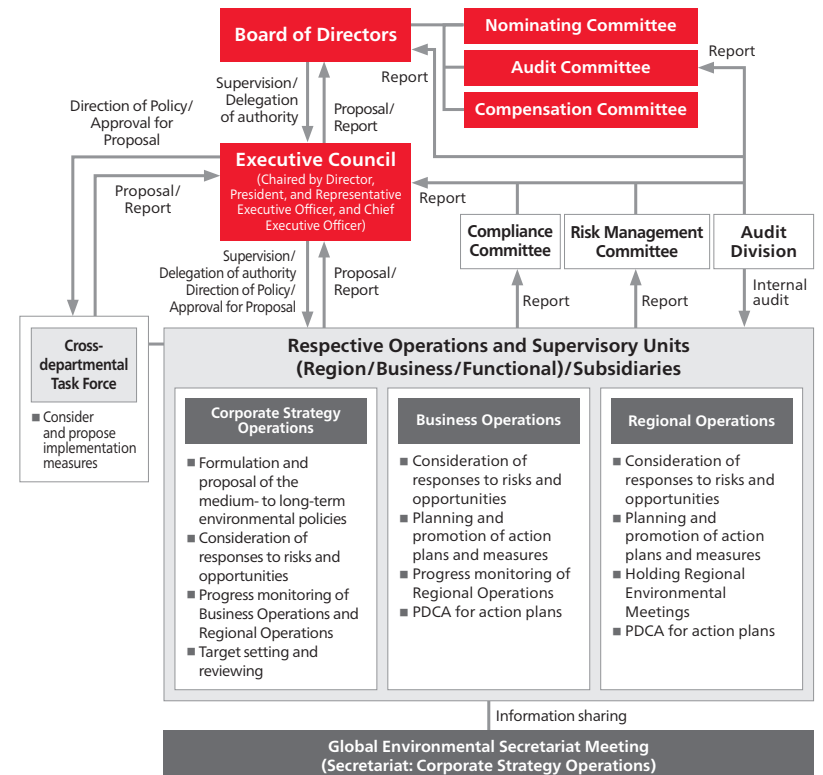 Board of Directors
Nominating Committee
Audit Committee
Compensation Committee
Report
Report
Supervision/
Delegation
of authority
Proposal/
Report
Direction of Policy/
Approval for
Proposal
Executive Council
(Chaired by Director,
President, and Representative
Executive Officer, and Chief
Executive Officer)
Proposal/
Report
Report
Compliance
Committee
Risk Management
Committee
Audit
Division
Supervision/
Delegation of authority
Direction of Policy/
Approval for Proposal
Proposal/
Report
Report
Report
Internal
audit
Cross-
departmental
Task Force
■ Consider
and propose
implementation
measures
Respective Operations and Supervisory Units
(Region/Business/Functional)/Subsidiaries
Corporate Strategy
Operations
■ Formulation and
proposal of the
medium- to long-term
environmental policies
■ Consideration of
responses to risks and
opportunities
■ Progress monitoring of
Business Operations and
Regional Operations
■ Target setting and
reviewing
Business Operations
■ Consideration of
responses to risks and
opportunities
■ Planning and
promotion of action
plans and measures
■ Progress monitoring of
Regional Operations
■ PDCA for action plans
Regional Operations
■ Consideration of
responses to risks and
opportunities
■ Planning and
promotion of action
plans and measures
■ Holding Regional
Environmental
Meetings
■ PDCA for action plans
Information sharing
Global Environmental Secretariat Meeting
(Secretariat: Corporate Strategy Operations)